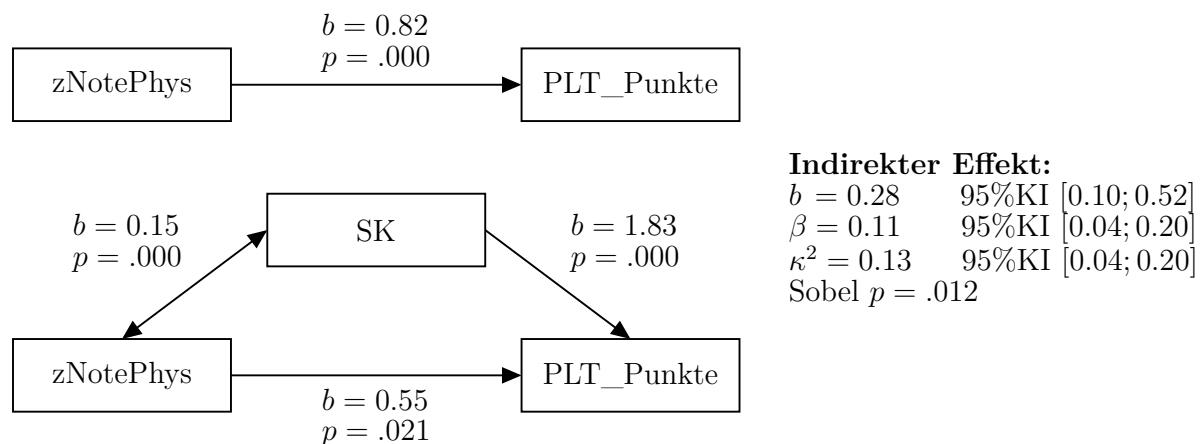 b = 0.82
p = .000
zNotePhys
PLT_Punkte
Indirekter Effekt:
b = 0.28 95%KI [0.10; 0.52]
β = 0.11 95%KI [0.04; 0.20]
κ² = 0.13 95%KI [0.04; 0.20]
Sobel p = .012
b = 0.15
p = .000
SK
b = 1.83
p = .000
zNotePhys
PLT_Punkte
b = 0.55
p = .021